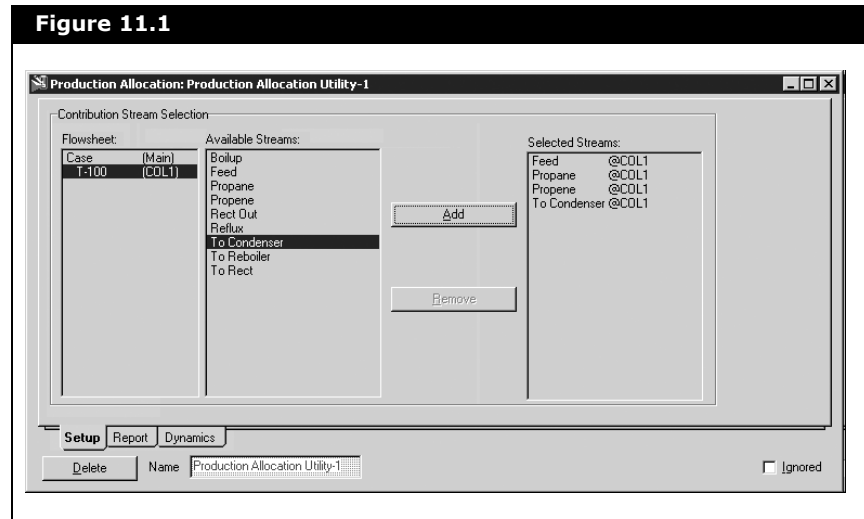 Figure 11.1
Production Allocation: Production Allocation Utility-1
Contribution Stream Selection
Flowsheet:
Case (Main)
T-100 (COL1)
Available Streams:
Boilup
Feed
Propane
Propene
Rect Out
Reflux
To Condenser
To Reboiler
To Rect
Add
Remove
Selected Streams:
Feed @COL1
Propane @COL1
Propene @COL1
To Condenser @COL1
Setup Report Dynamics
Delete Name Production Allocation Utility-1 Ignored